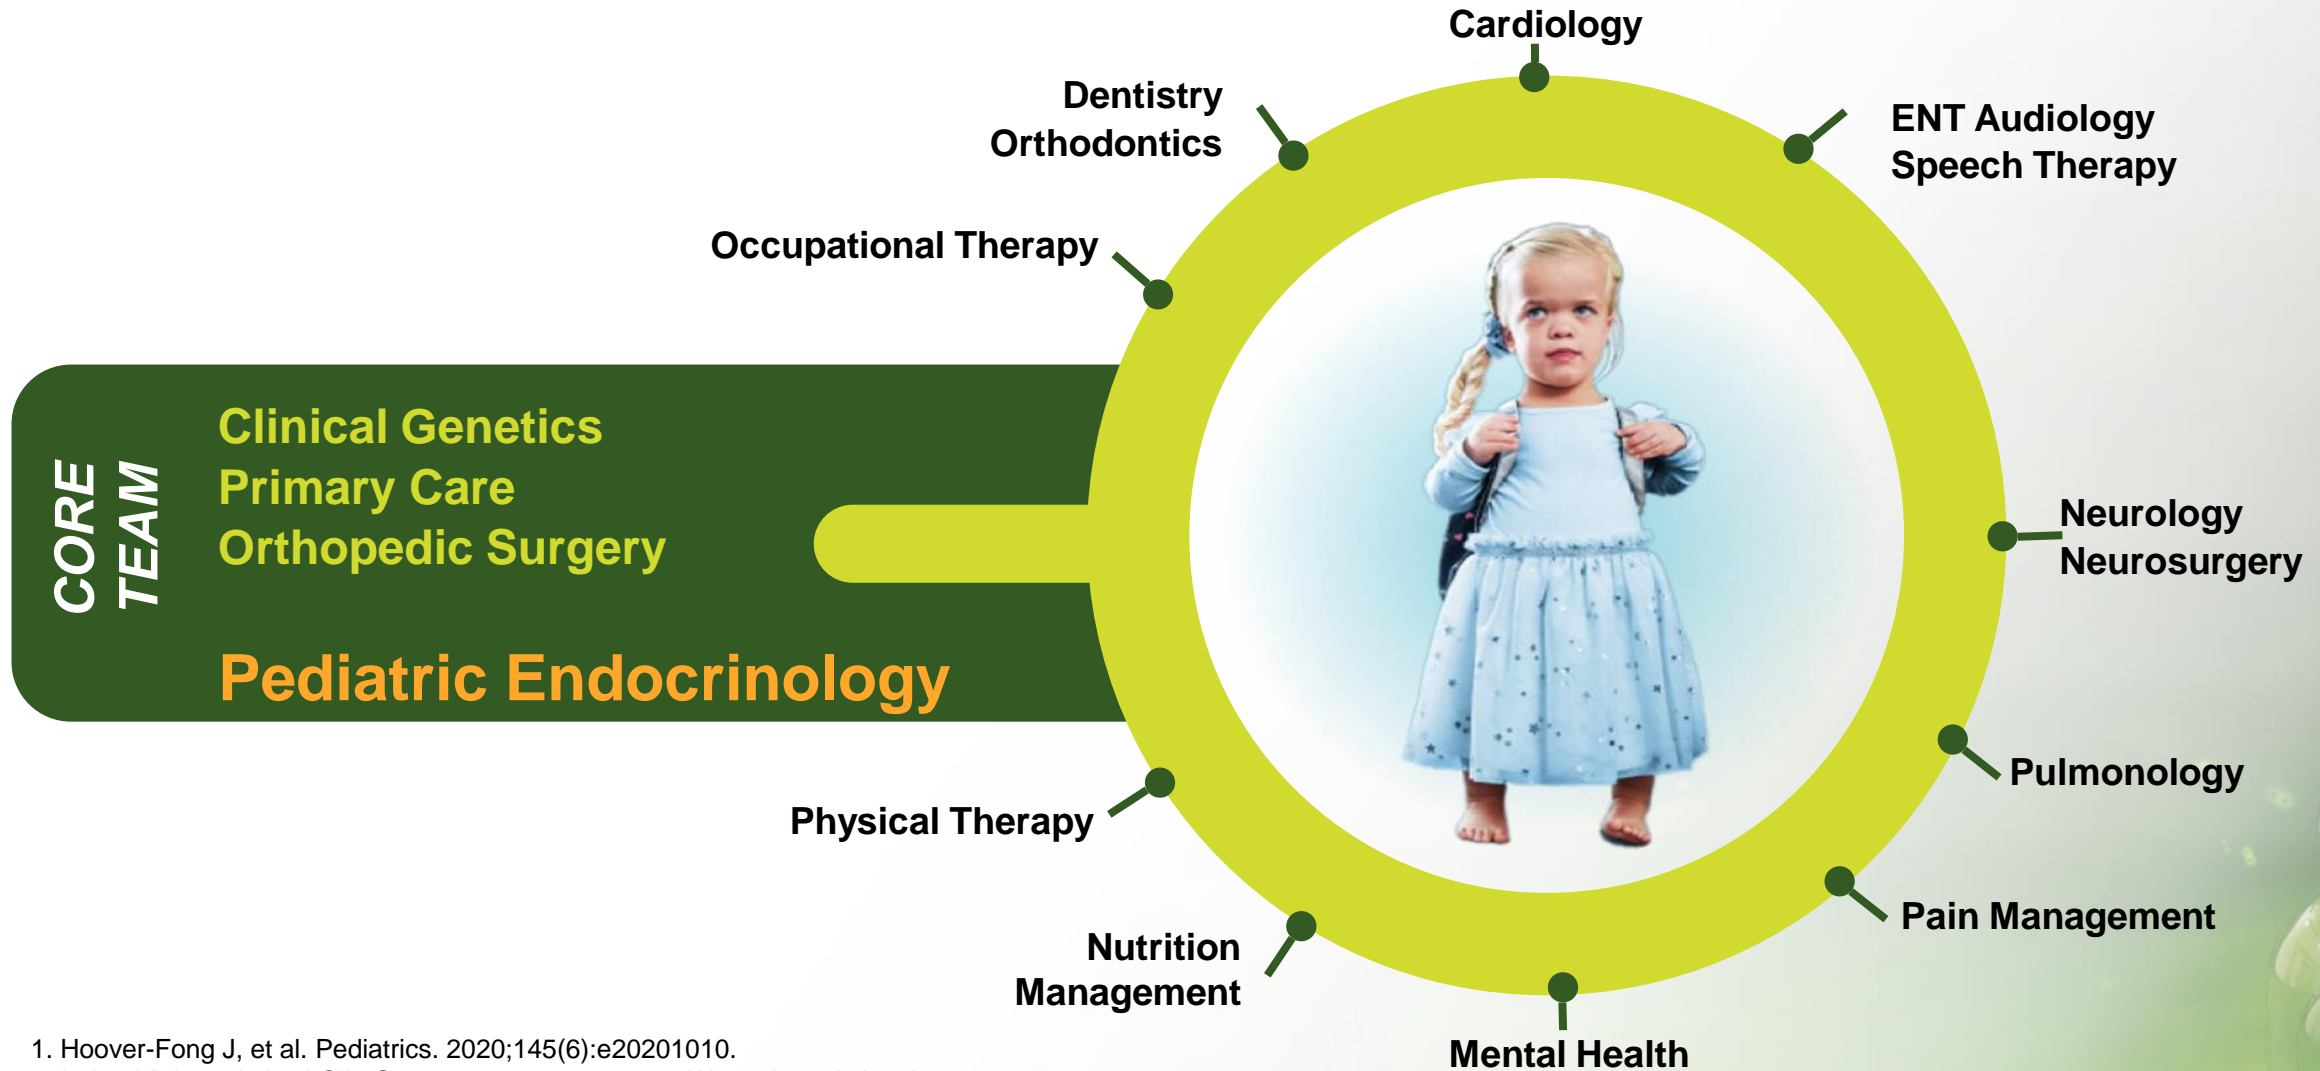 Cardiology
Dentistry
Orthodontics
ENT Audiology
Speech Therapy
Occupational Therapy
CORE
TEAM
Clinical Genetics
Primary Care
Orthopedic Surgery
Pediatric Endocrinology
Neurology
Neurosurgery
Pulmonology
Physical Therapy
Pain Management
Nutrition
Management
Mental Health
1. Hoover-Fong J, et al. Pediatrics. 2020;145(6):e20201010.